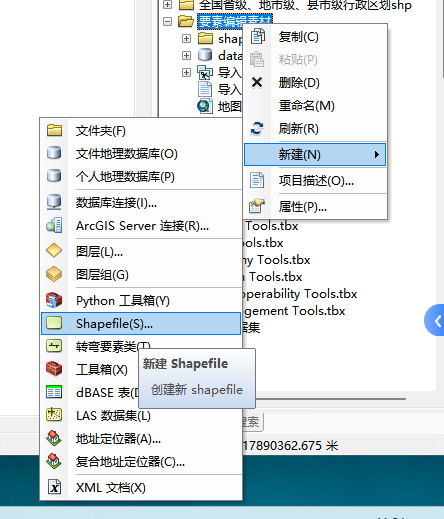 全国省级、地市级、县市级行政区划shp
要素编辑素材
shap
data
导入
导入
地图
复制(C)
粘贴(P)
删除(D)
重命名(M)
刷新(R)
新建(N)
项目描述(O)...
属性(P)...
文件夹(F)
文件地理数据库(O)
个人地理数据库(P)
数据库连接(I)...
ArcGIS Server 连接(R)...
图层(L)...
图层组(G)
Python 工具箱(Y)
Shapefile(S)...
转弯要素类(T)...
工具箱(X)
dBASE 表(D)
LAS 数据集(L)
地址定位器(A)...
复合地址定位器(C)...
XML 文档(X)
新建 Shapefile
创建新 shapefile
Tools.tbx
ools.tbx
ny Tools.tbx
n Tools.tbx
operability Tools.tbx
gement Tools.tbx
据集
搜索
17890362.675 米